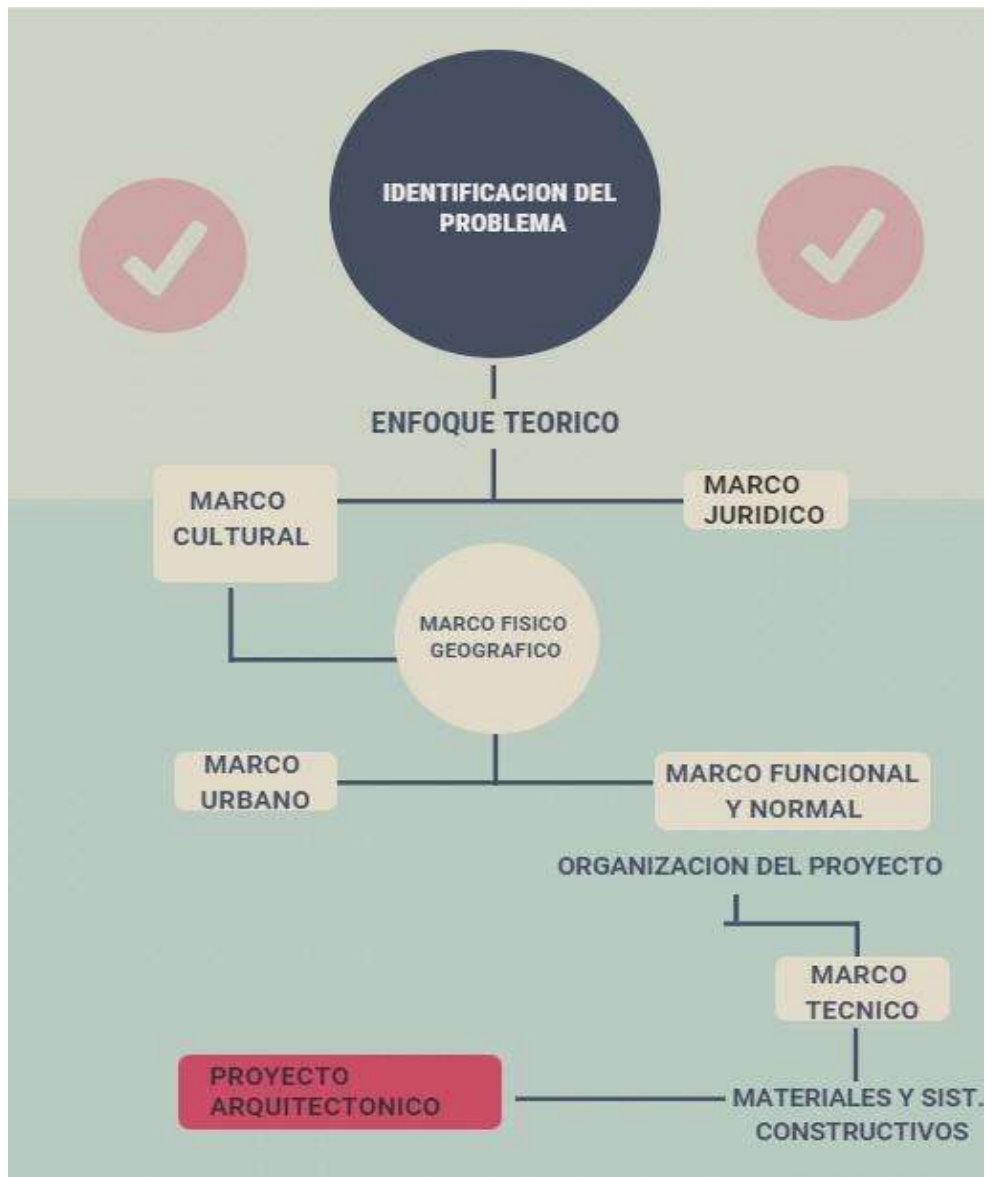 IDENTIFICACION DEL
PROBLEMA
ENFOQUE TEORICO
MARCO
CULTURAL
MARCO
JURIDICO
MARCO FISICO
GEOGRAFICO
MARCO
URBANO
MARCO FUNCIONAL
Y NORMAL
ORGANIZACION DEL PROYECTO
MARCO
TECNICO
MATERIALES Y SIST.
CONSTRUCTIVOS
PROYECTO
ARQUITECTONICO